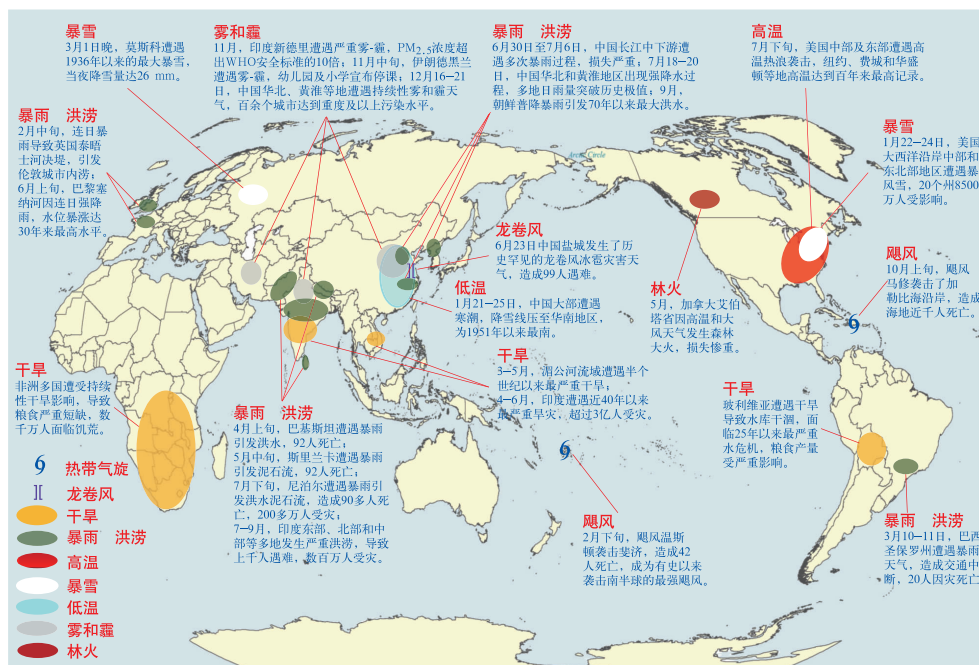 暴雪
3月1日晚，莫斯科遭遇
1936年以来的最大暴雪，
当夜降雪量达26 mm。
雾和霾
11月，印度新德里遭遇严重雾-霾，PM2.5浓度超
出WHO安全标准的10倍；11月中旬，伊朗德黑兰
遭遇雾-霾，幼儿园及小学宣布停课；12月16—21
日，中国华北、黄淮等地遭遇持续性雾和霾天
气，百余个城市达到重度及以上污染水平。
暴雨 洪涝
6月30日至7月6日，中国长江中下游遭
遇多次暴雨过程，损失严重；7月18—20
日，中国华北和黄淮地区出现强降水过
程，多地日雨量突破历史极值；9月，
朝鲜普降暴雨引发70年以来最大洪水。
高温
7月下旬，美国中部及东部遭遇高
温热浪袭击，纽约、费城和华盛
顿等地高温达到百年来最高记录。
暴雨 洪涝
2月中旬，连日暴
雨导致英国泰晤
士河决堤，引发
伦敦城市内涝；
6月上旬，巴黎塞
纳河因连日强降
雨，水位暴涨达
30年来最高水平。
Arctic Circle
暴雪
1月22—24日，美国
大西洋沿岸中部和
东北部地区遭遇暴
风雪，20个州8500
万人受影响。
龙卷风
6月23日中国盐城发生了历
史罕见的龙卷风冰雹灾害天
气，造成99人遇难。
低温
1月21—25日，中国大部遭遇
寒潮，降雪线压至华南地区，
为1951年以来最南。
林火
5月，加拿大艾伯
塔省因高温和大
风天气发生森林
大火，损失惨重。
飓风
10月上旬，飓风
马修袭击了加
勒比海沿岸，造成
海地近千人死亡。
干旱
非洲多国遭受持续
性干旱影响，导致
粮食严重短缺，数
千万人面临饥荒。
干旱
3—5月，湄公河流域遭遇半个
世纪以来最严重干旱；
4—6月，印度遭遇近40年以来
最严重旱灾，超过3亿人受灾。
干旱
玻利维亚遭遇干旱
导致水库干涸，面
临25年以来最严重
水危机，粮食产量
受严重影响。
暴雨 洪涝
4月上旬，巴基斯坦遭遇暴雨
引发洪水，92人死亡；
5月中旬，斯里兰卡遭遇暴雨
引发泥石流，92人死亡；
7月下旬，尼泊尔遭遇暴雨引
发洪水泥石流，造成90多人死
亡，200多万人受灾；
7—9月，印度东部、北部和中
部等多地发生严重洪涝，导致
上千人遇难，数百万人受灾。
飓风
2月下旬，飓风温斯
顿袭击斐济，造成42
人死亡，成为有史以来
袭击南半球的最强飓风。
暴雨 洪涝
3月10—11日，巴西
圣保罗州遭遇暴雨
天气，造成交通中
断，20人因灾死亡
热带气旋
龙卷风
干旱
暴雨 洪涝
高温
暴雪
低温
雾和霾
林火